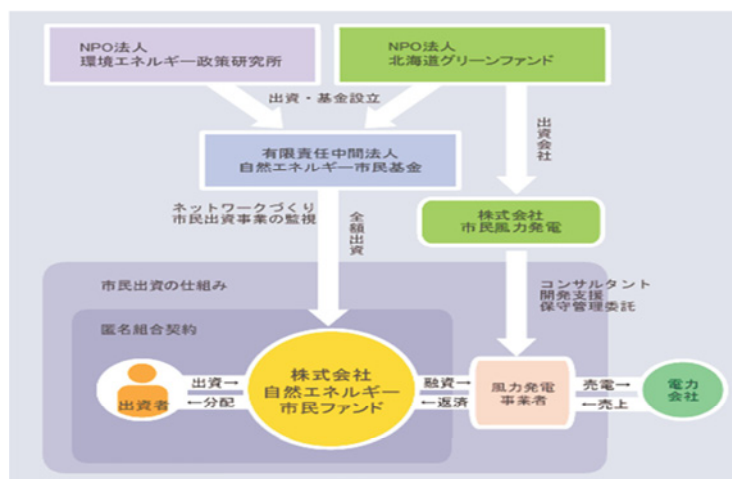 NPO法人
環境エネルギー政策研究所
NPO法人
北海道グリーンファンド
出資・基金設立
出資会社
有限責任中間法人
自然エネルギー市民基金
ネットワークづくり
市民出資事業の監視
全額出資
株式会社
市民風力発電
市民出資の仕組み
コンサルタント
開発支援
保守管理委託
匿名組合契約
出資者
出資→
←分配
株式会社
自然エネルギー
市民ファンド
融資→
←返済
風力発電
事業者
売電→
←売上
電力
会社